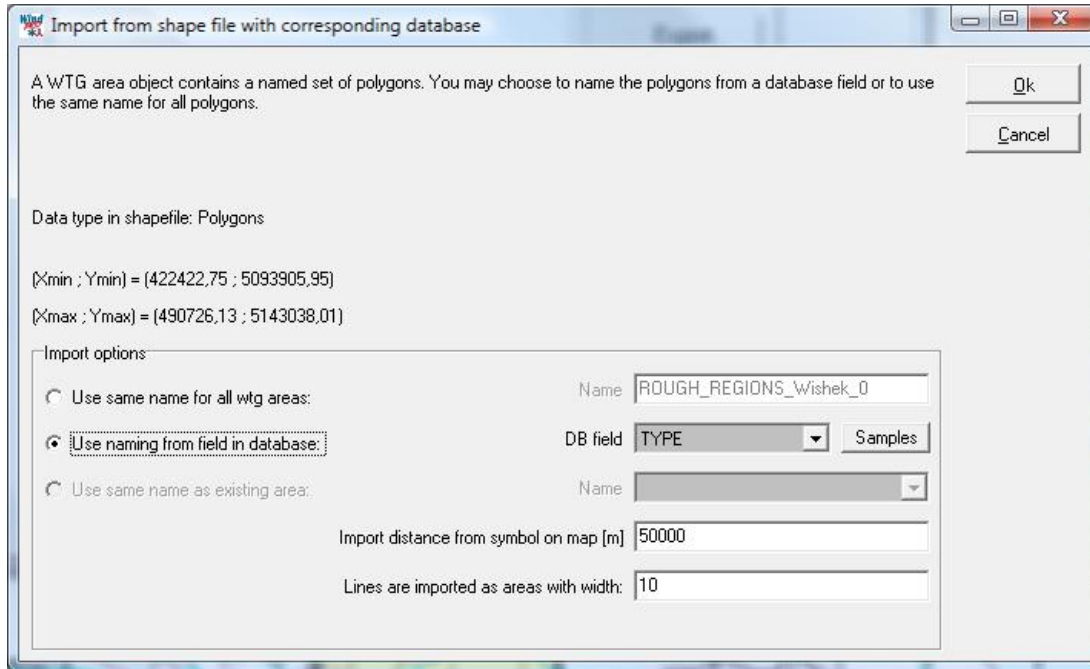 Import from shape file with corresponding database
A WTG area object contains a named set of polygons. You may choose to name the polygons from a database field or to use
the same name for all polygons.
Ok
Cancel
Data type in shapefile: Polygons
(Xmin ; Ymin) = (422422,75 ; 5093905,95)
(Xmax ; Ymax) = (490726,13 ; 5143038,01)
Import options
Use same name for all wtg areas:
Name
ROUGH_REGIONS_Wishek_0
Use naming from field in database:
DB field
TYPE
Samples
Use same name as existing area:
Name
Import distance from symbol on map [m]
50000
Lines are imported as areas with width:
10